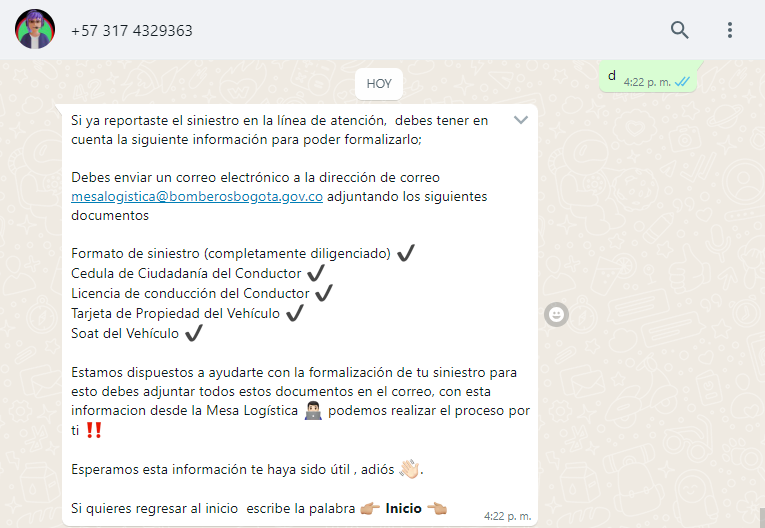 +57 317 4329363
d
4:22 p. m.
HOY
Si ya reportaste el siniestro en la línea de atención,  debes tener en
cuenta la siguiente información para poder formalizarlo;
Debes enviar un correo electrónico a la dirección de correo
mesalogistica@bomberosbogota.gov.co adjuntando los siguientes
documentos
Formato de siniestro (completamente diligenciado) ✔
Cedula de Ciudadanía del Conductor ✔
Licencia de conducción del Conductor ✔
Tarjeta de Propiedad del Vehículo ✔
Soat del Vehículo ✔
Estamos dispuestos a ayudarte con la formalización de tu siniestro para
esto debes adjuntar todos estos documentos en el correo, con esta
informacion desde la Mesa Logística 👨🏻‍💻 podemos realizar el proceso por
ti ‼️
Esperamos esta información te haya sido útil , adiós 👋🏻.
Si quieres regresar al inicio  escribe la palabra 👉🏼 Inicio 👈🏼
4:22 p. m.